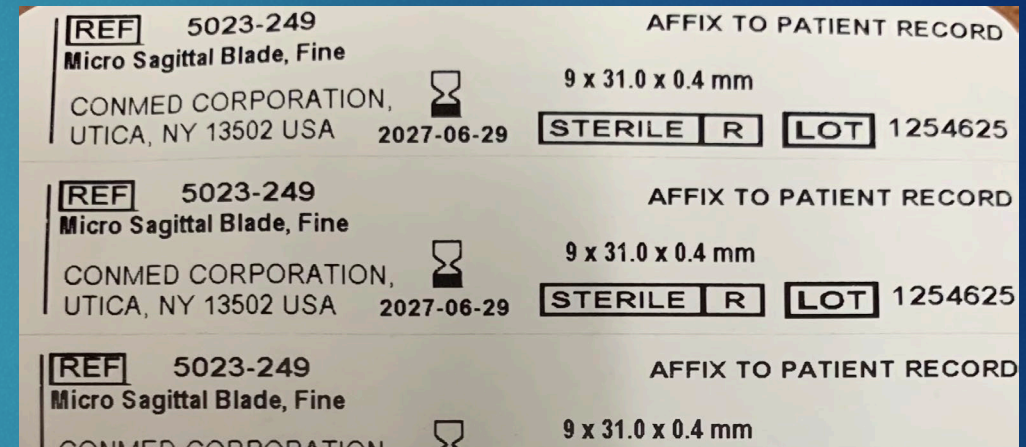 REF 5023-249 AFFIX TO PATIENT RECORD
Micro Sagittal Blade, Fine
9 x 31.0 x 0.4 mm
CONMED CORPORATION,
UTICA, NY 13502 USA 2027-06-29 STERILE R LOT 1254625
REF 5023-249 AFFIX TO PATIENT RECORD
Micro Sagittal Blade, Fine
9 x 31.0 x 0.4 mm
CONMED CORPORATION,
UTICA, NY 13502 USA 2027-06-29 STERILE R LOT 1254625
REF 5023-249 AFFIX TO PATIENT RECORD
Micro Sagittal Blade, Fine
9 x 31.0 x 0.4 mm
CONMED CORPORATION